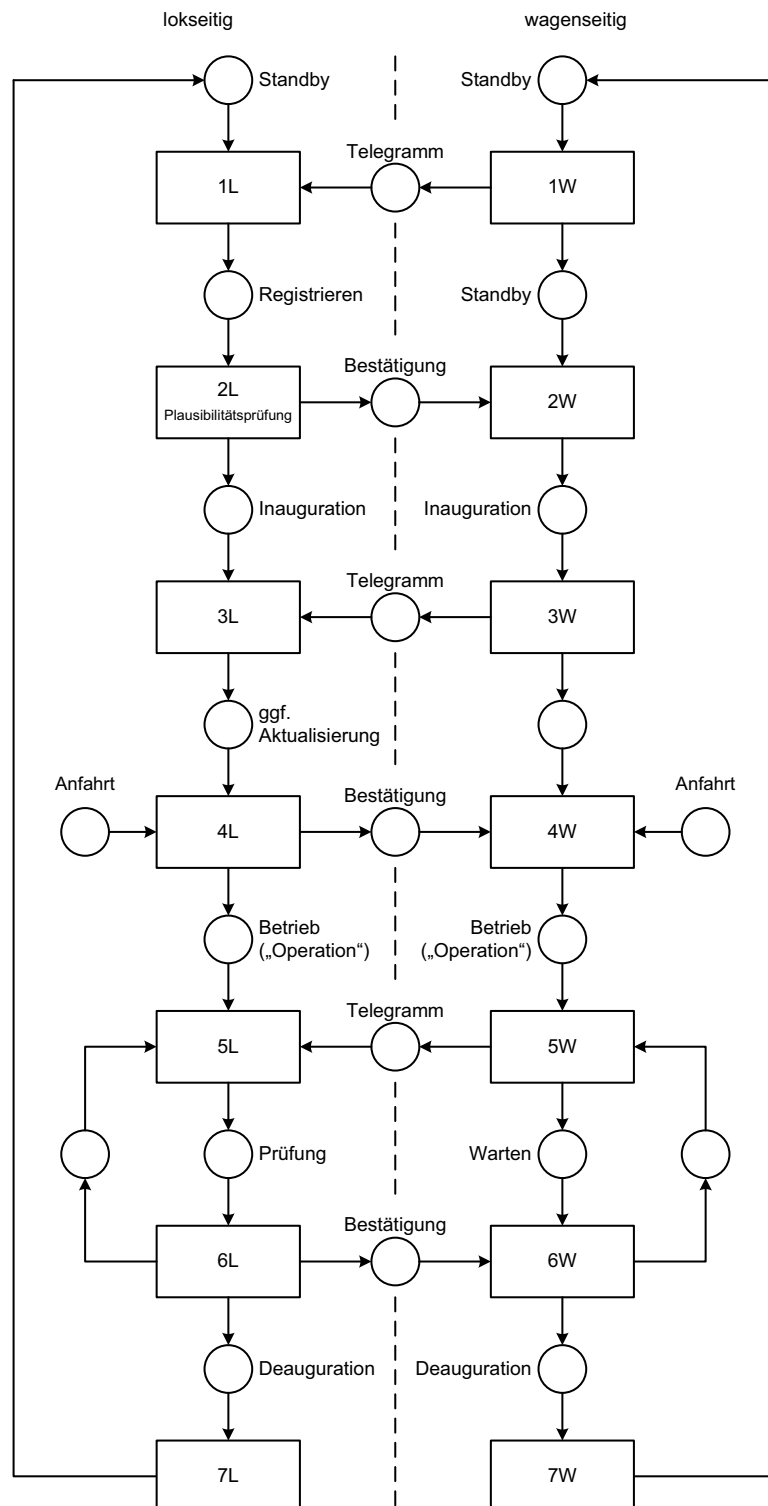 lokseitig
wagenseitig
Standby
Standby
Telegramm
1L
1W
Registrieren
Standby
Bestätigung
2L
Plausibilitätsprüfung
2W
Inauguration
Inauguration
Telegramm
3L
3W
ggf.
Aktualisierung
Anfahrt
Bestätigung
Anfahrt
4L
4W
Betrieb
(„Operation“)
Betrieb
(„Operation“)
Telegramm
5L
5W
Prüfung
Warten
Bestätigung
6L
6W
Deauguration
Deauguration
7L
7W